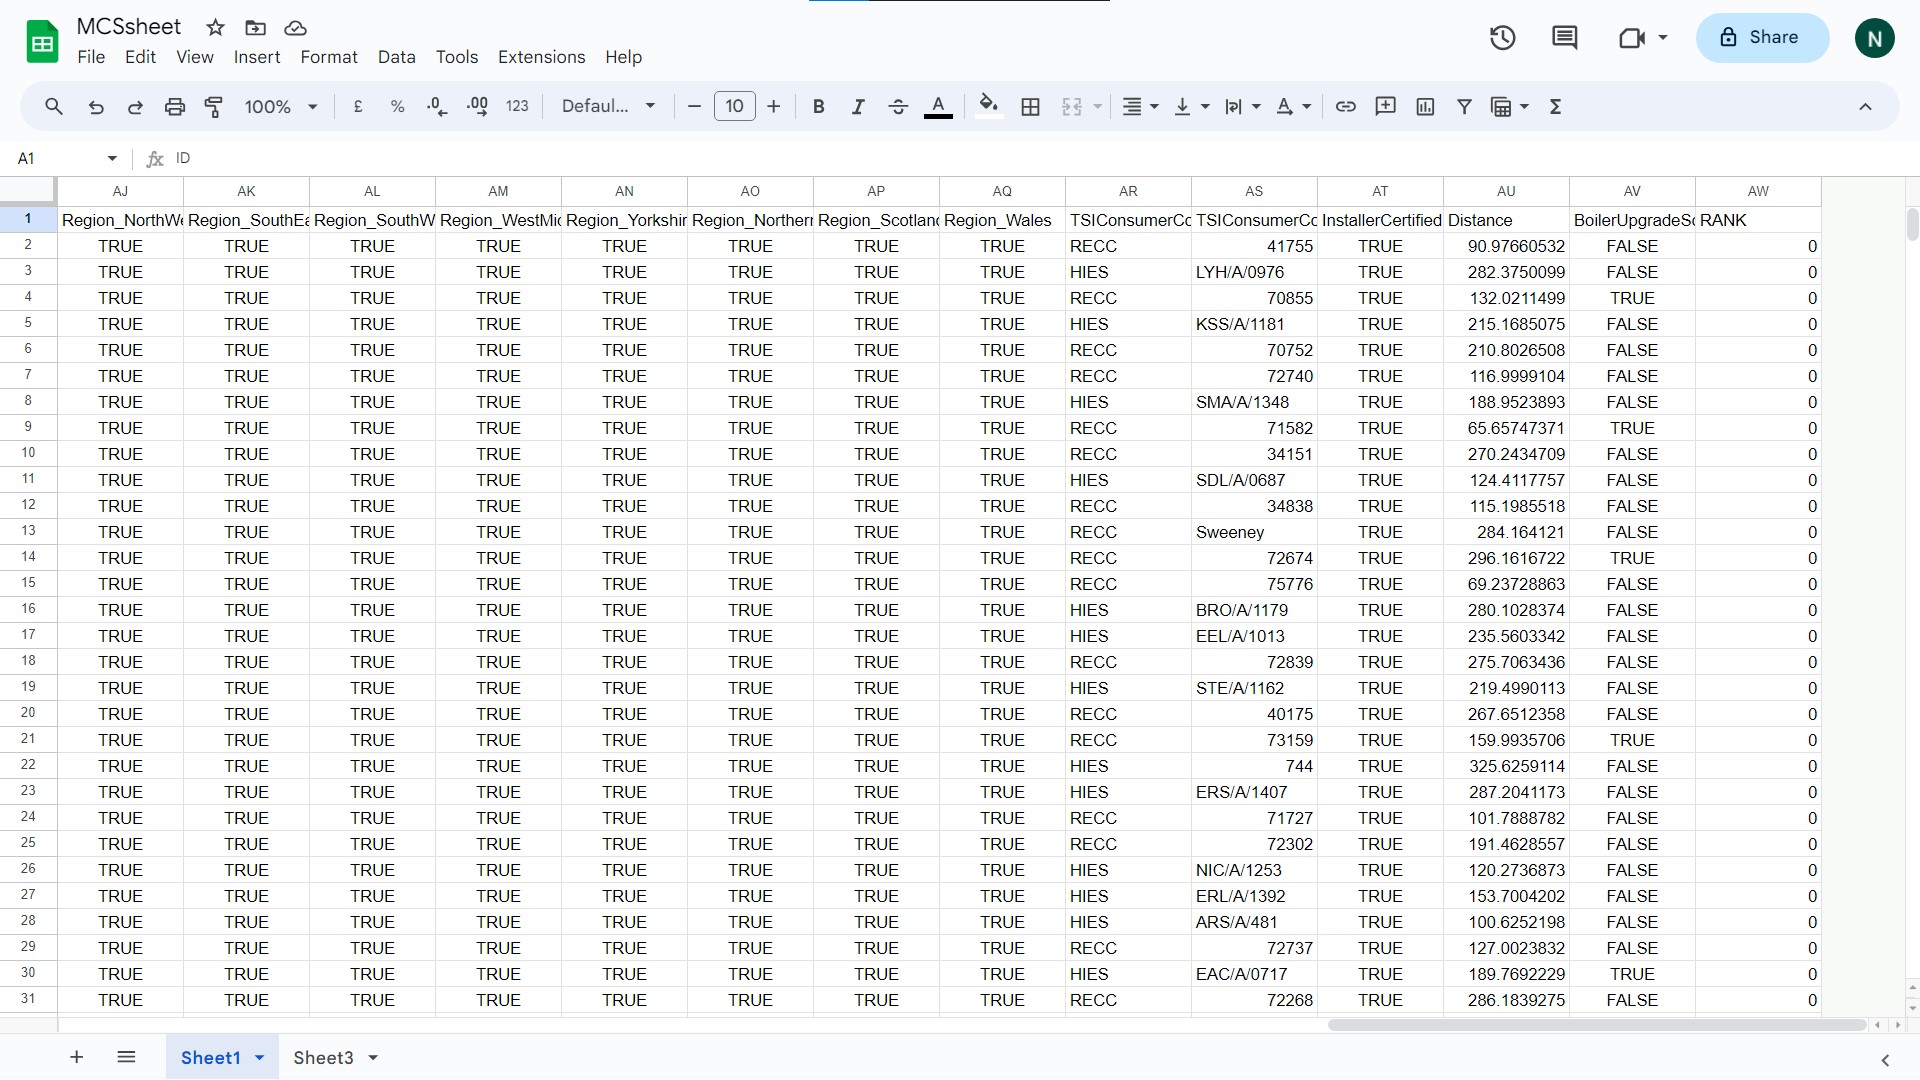 MCSsheet
File Edit View Insert Format Data Tools Extensions Help
Share
N
100% £ % .0 .00 123 Defaul... 10 B I A A Σ
A1 fx ID
AJ AK AL AM AN AO AP AQ AR AS AT AU AV AW
1 Region_NorthWe Region_SouthEa Region_SouthW Region_WestMic Region_Yorkshir Region_Northern Region_Scotland Region_Wales TSIConsumerCo TSIConsumerCo InstallerCertified Distance BoilerUpgradeSc RANK
2 TRUE TRUE TRUE TRUE TRUE TRUE TRUE TRUE RECC 41755 TRUE 90.97660532 FALSE 0
3 TRUE TRUE TRUE TRUE TRUE TRUE TRUE TRUE HIES LYH/A/0976 TRUE 282.3750099 FALSE 0
4 TRUE TRUE TRUE TRUE TRUE TRUE TRUE TRUE RECC 70855 TRUE 132.0211499 TRUE 0
5 TRUE TRUE TRUE TRUE TRUE TRUE TRUE TRUE HIES KSS/A/1181 TRUE 215.1685075 FALSE 0
6 TRUE TRUE TRUE TRUE TRUE TRUE TRUE TRUE RECC 70752 TRUE 210.8026508 FALSE 0
7 TRUE TRUE TRUE TRUE TRUE TRUE TRUE TRUE RECC 72740 TRUE 116.9999104 FALSE 0
8 TRUE TRUE TRUE TRUE TRUE TRUE TRUE TRUE HIES SMA/A/1348 TRUE 188.9523893 FALSE 0
9 TRUE TRUE TRUE TRUE TRUE TRUE TRUE TRUE RECC 71582 TRUE 65.65747371 TRUE 0
10 TRUE TRUE TRUE TRUE TRUE TRUE TRUE TRUE RECC 34151 TRUE 270.2434709 FALSE 0
11 TRUE TRUE TRUE TRUE TRUE TRUE TRUE TRUE HIES SDL/A/0687 TRUE 124.4117757 FALSE 0
12 TRUE TRUE TRUE TRUE TRUE TRUE TRUE TRUE RECC 34838 TRUE 115.1985518 FALSE 0
13 TRUE TRUE TRUE TRUE TRUE TRUE TRUE TRUE RECC Sweeney TRUE 284.164121 FALSE 0
14 TRUE TRUE TRUE TRUE TRUE TRUE TRUE TRUE RECC 72674 TRUE 296.1616722 TRUE 0
15 TRUE TRUE TRUE TRUE TRUE TRUE TRUE TRUE RECC 75776 TRUE 69.23728863 FALSE 0
16 TRUE TRUE TRUE TRUE TRUE TRUE TRUE TRUE HIES BRO/A/1179 TRUE 280.1028374 FALSE 0
17 TRUE TRUE TRUE TRUE TRUE TRUE TRUE TRUE HIES EEL/A/1013 TRUE 235.5603342 FALSE 0
18 TRUE TRUE TRUE TRUE TRUE TRUE TRUE TRUE RECC 72839 TRUE 275.7063436 FALSE 0
19 TRUE TRUE TRUE TRUE TRUE TRUE TRUE TRUE HIES STE/A/1162 TRUE 219.4990113 FALSE 0
20 TRUE TRUE TRUE TRUE TRUE TRUE TRUE TRUE RECC 40175 TRUE 267.6512358 FALSE 0
21 TRUE TRUE TRUE TRUE TRUE TRUE TRUE TRUE RECC 73159 TRUE 159.9935706 TRUE 0
22 TRUE TRUE TRUE TRUE TRUE TRUE TRUE TRUE HIES 744 TRUE 325.6259114 FALSE 0
23 TRUE TRUE TRUE TRUE TRUE TRUE TRUE TRUE HIES ERS/A/1407 TRUE 287.2041173 FALSE 0
24 TRUE TRUE TRUE TRUE TRUE TRUE TRUE TRUE RECC 71727 TRUE 101.7888782 FALSE 0
25 TRUE TRUE TRUE TRUE TRUE TRUE TRUE TRUE RECC 72302 TRUE 191.4628557 FALSE 0
26 TRUE TRUE TRUE TRUE TRUE TRUE TRUE TRUE HIES NIC/A/1253 TRUE 120.2736873 FALSE 0
27 TRUE TRUE TRUE TRUE TRUE TRUE TRUE TRUE HIES ERL/A/1392 TRUE 153.7004202 FALSE 0
28 TRUE TRUE TRUE TRUE TRUE TRUE TRUE TRUE HIES ARS/A/481 TRUE 100.6252198 FALSE 0
29 TRUE TRUE TRUE TRUE TRUE TRUE TRUE TRUE RECC 72737 TRUE 127.0023832 FALSE 0
30 TRUE TRUE TRUE TRUE TRUE TRUE TRUE TRUE HIES EAC/A/0717 TRUE 189.7692229 TRUE 0
31 TRUE TRUE TRUE TRUE TRUE TRUE TRUE TRUE RECC 72268 TRUE 286.1839275 FALSE 0
Sheet1 Sheet3